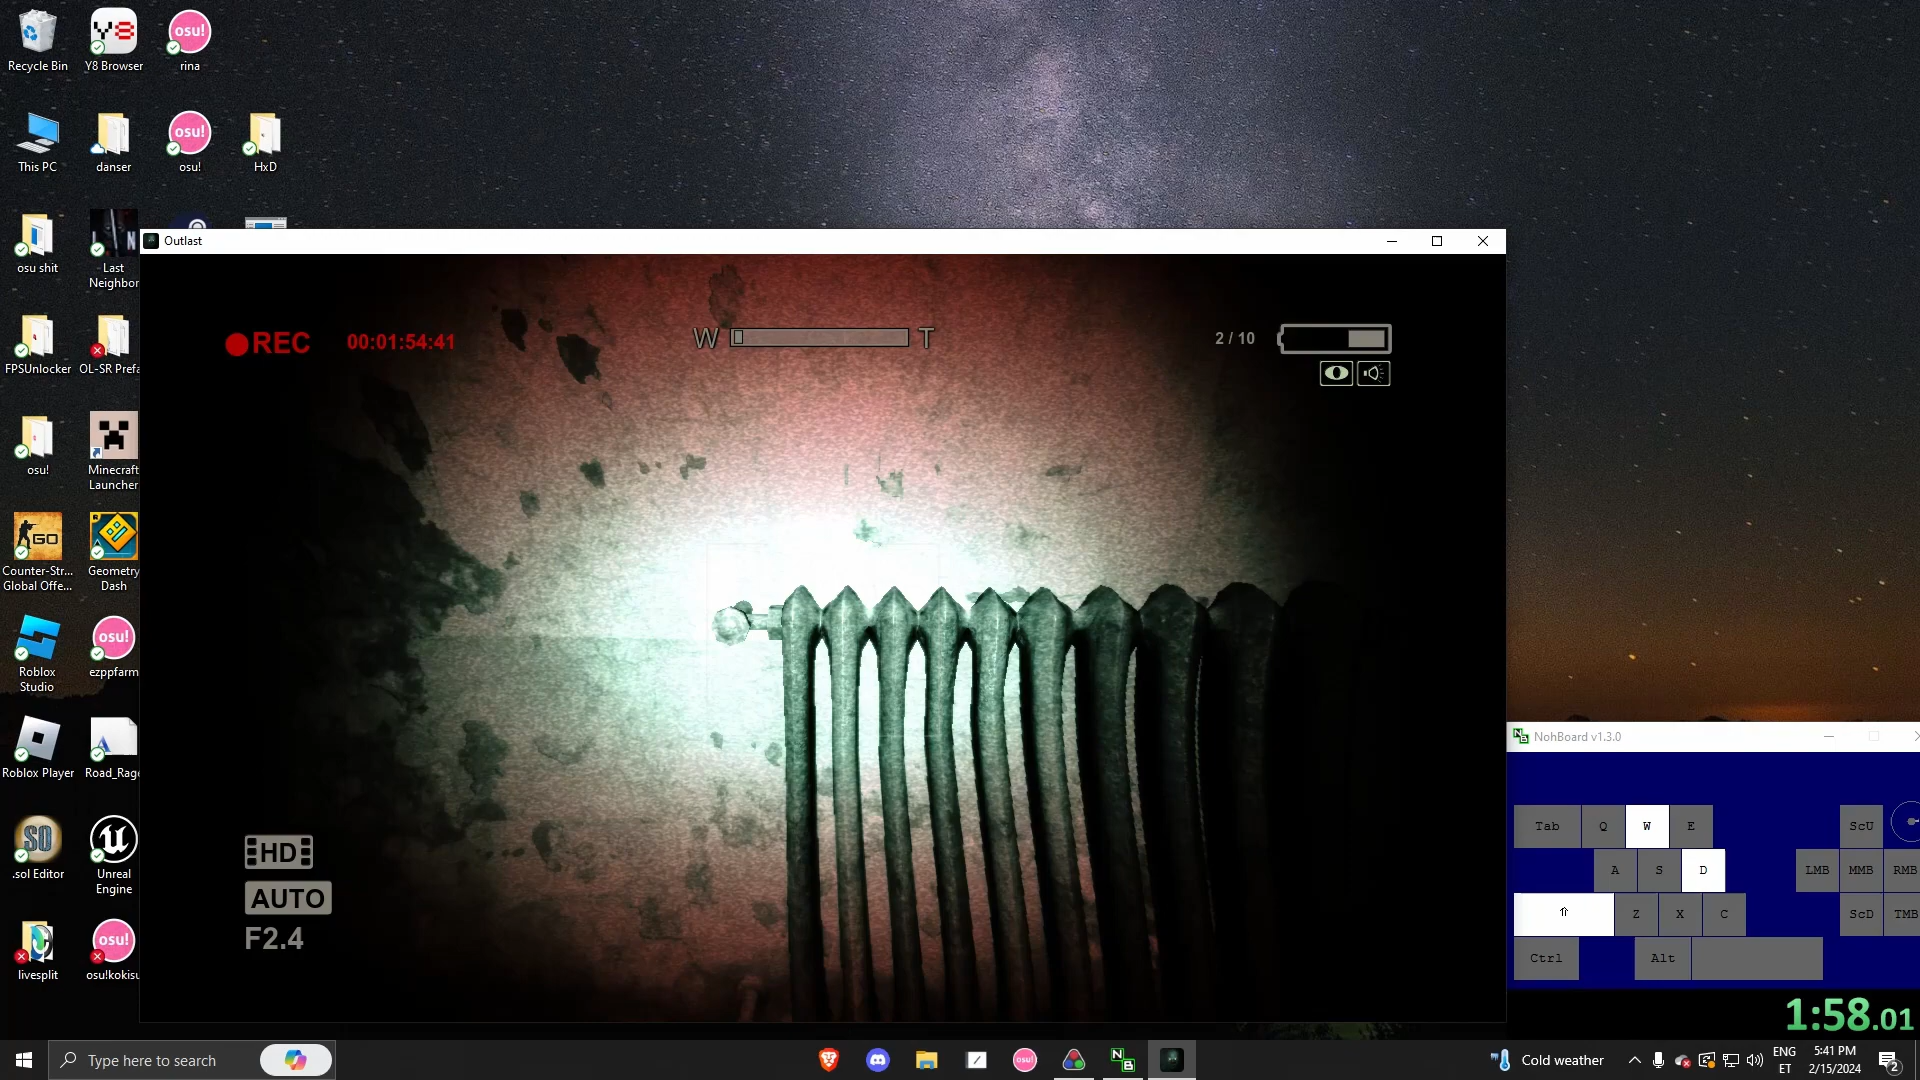 Recycle Bin
Y8 Browser
osu!
rina
This PC
danser
osu!
osu!
HxD
osu shit
Last
Neighbor
FPSUnlocker
OL-SR Prefa
osu!
Minecraft
Launcher
GO
Counter-Str...
Global Offe...
Geometry
Dash
Roblox
Studio
osu!
ezppfarm
Roblox Player
Road_Rage
SO
.sol Editor
Unreal
Engine
livesplit
osu!
osu!kokisu
Outlast
REC
00:01:54:41
W
T
2 / 10
HD
AUTO
F2.4
NohBoard v1.3.0
Tab
Q
W
E
ScU
A
S
D
LMB
MMB
RMB
Z
X
C
ScD
TMB
Ctrl
Alt
1:58.01
Type here to search
osu!
Cold weather
ENG
ET
5:41 PM
2/15/2024
2